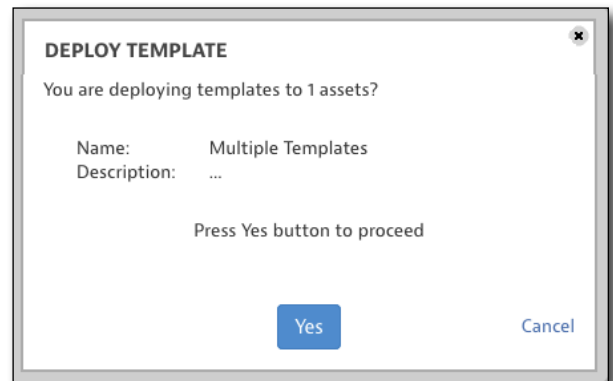 DEPLOY TEMPLATE
You are deploying templates to 1 assets?
Name: Multiple Templates
Description: ...
Press Yes button to proceed
Yes
Cancel